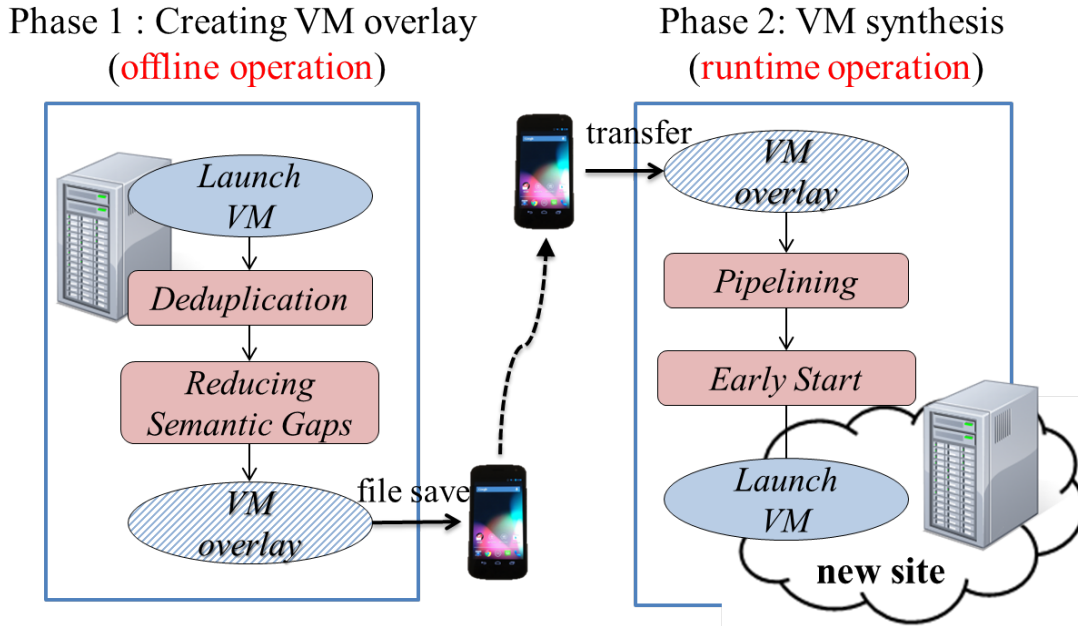 Phase 1 : Creating VM overlay
(offline operation)
Launch
VM
Deduplication
Reducing
Semantic Gaps
VM
overlay
file save
Phase 2: VM synthesis
(runtime operation)
transfer
VM
overlay
Pipelining
Early Start
Launch
VM
new site